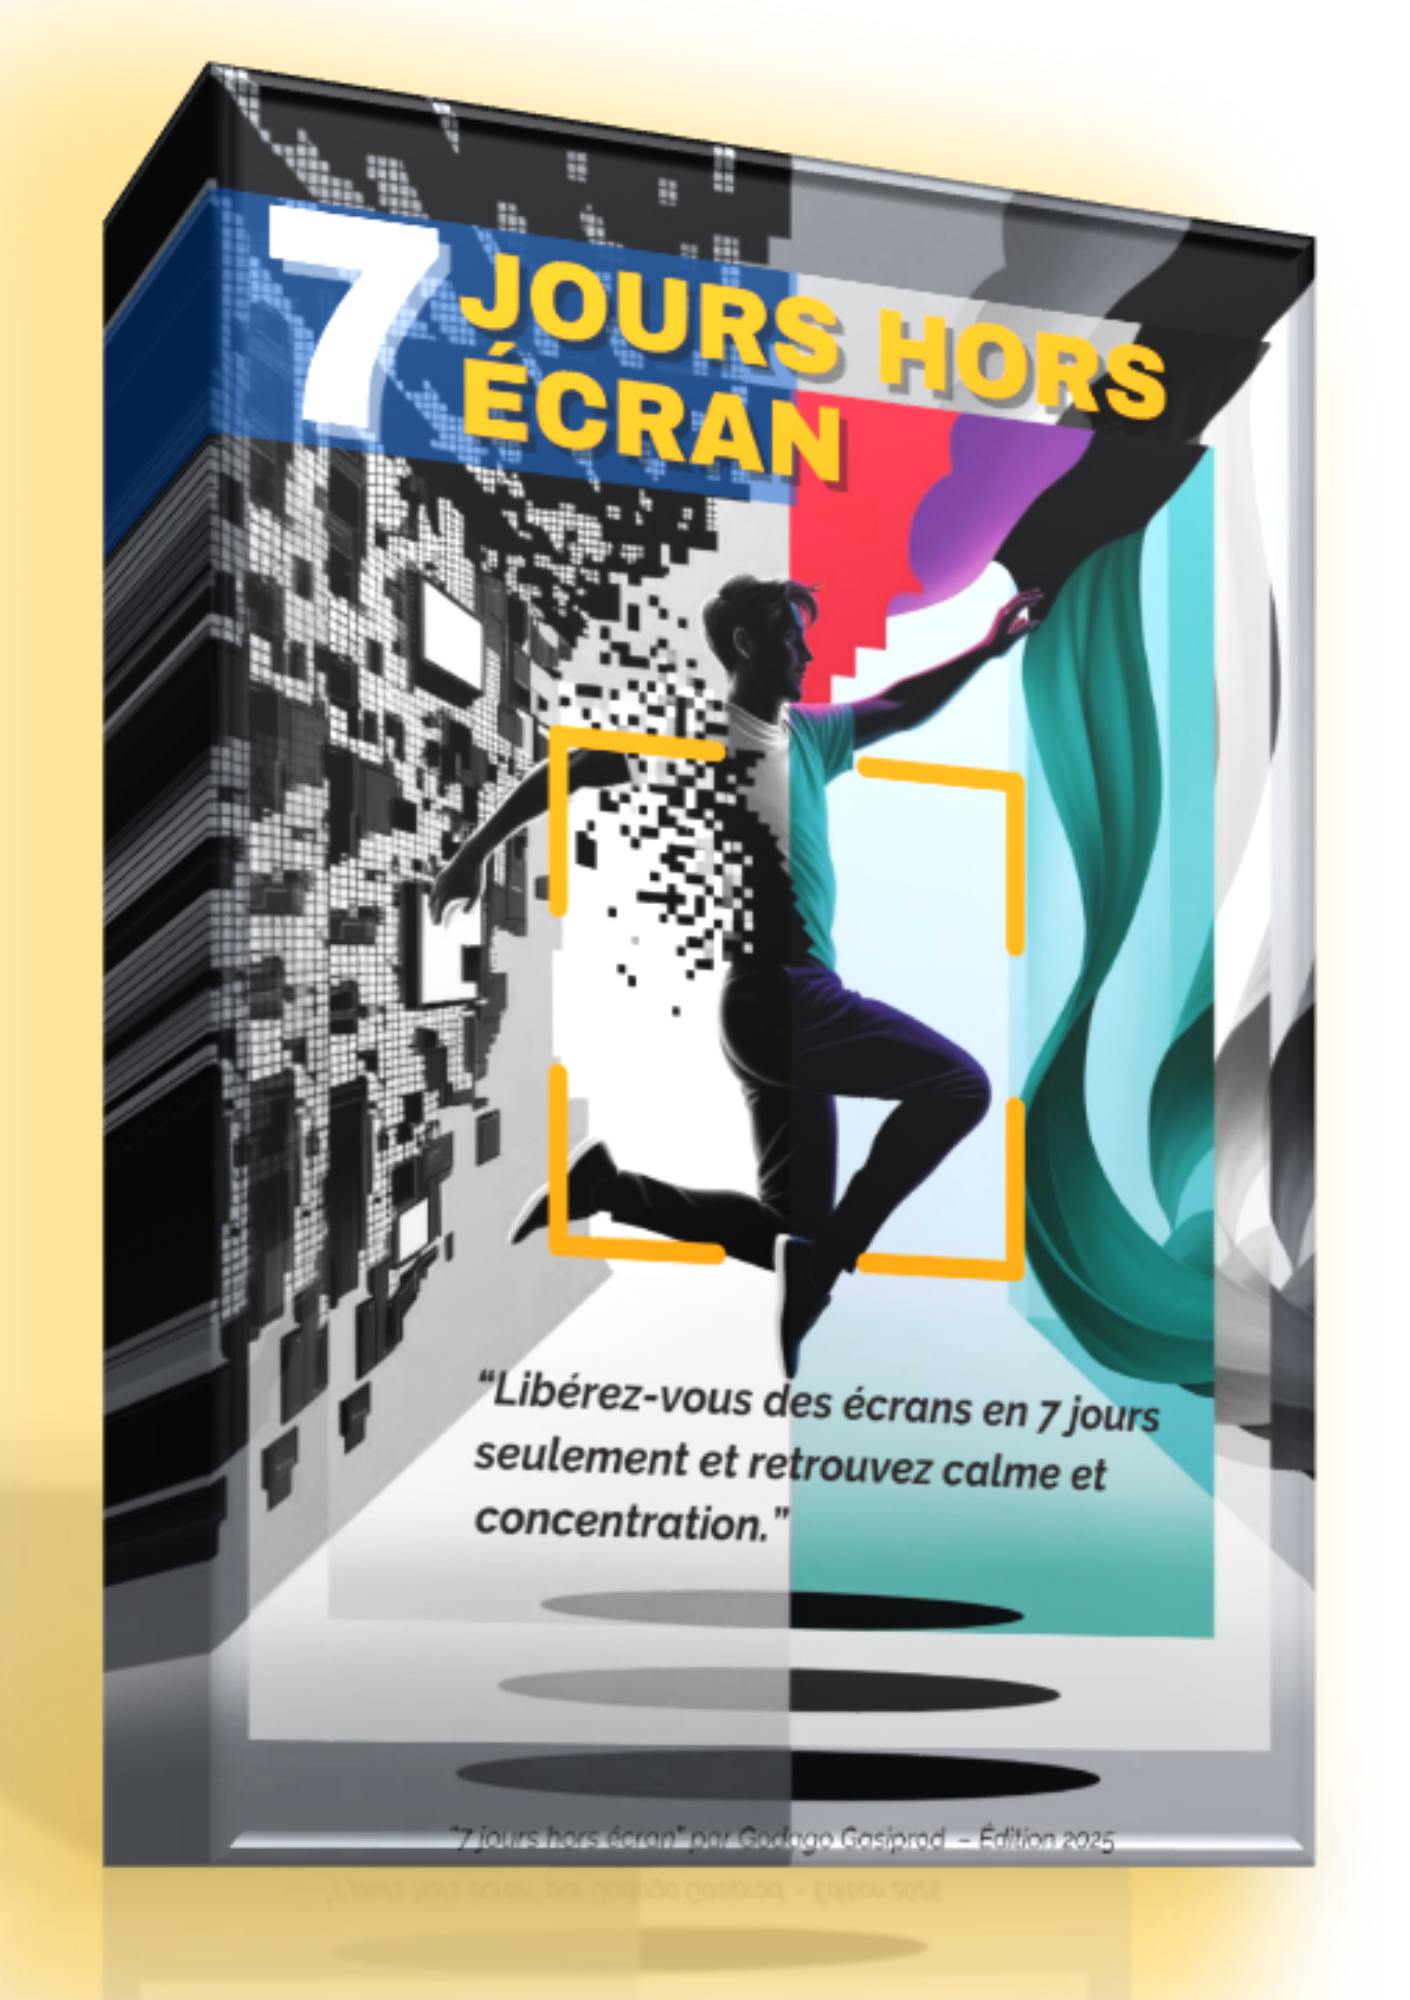 7 JOURS HORS
ÉCRAN
“Libérez-vous des écrans en 7 jours
seulement et retrouvez calme et
concentration.”
"7 jours hors écran" par Godago Gasiprod – Édition 2025